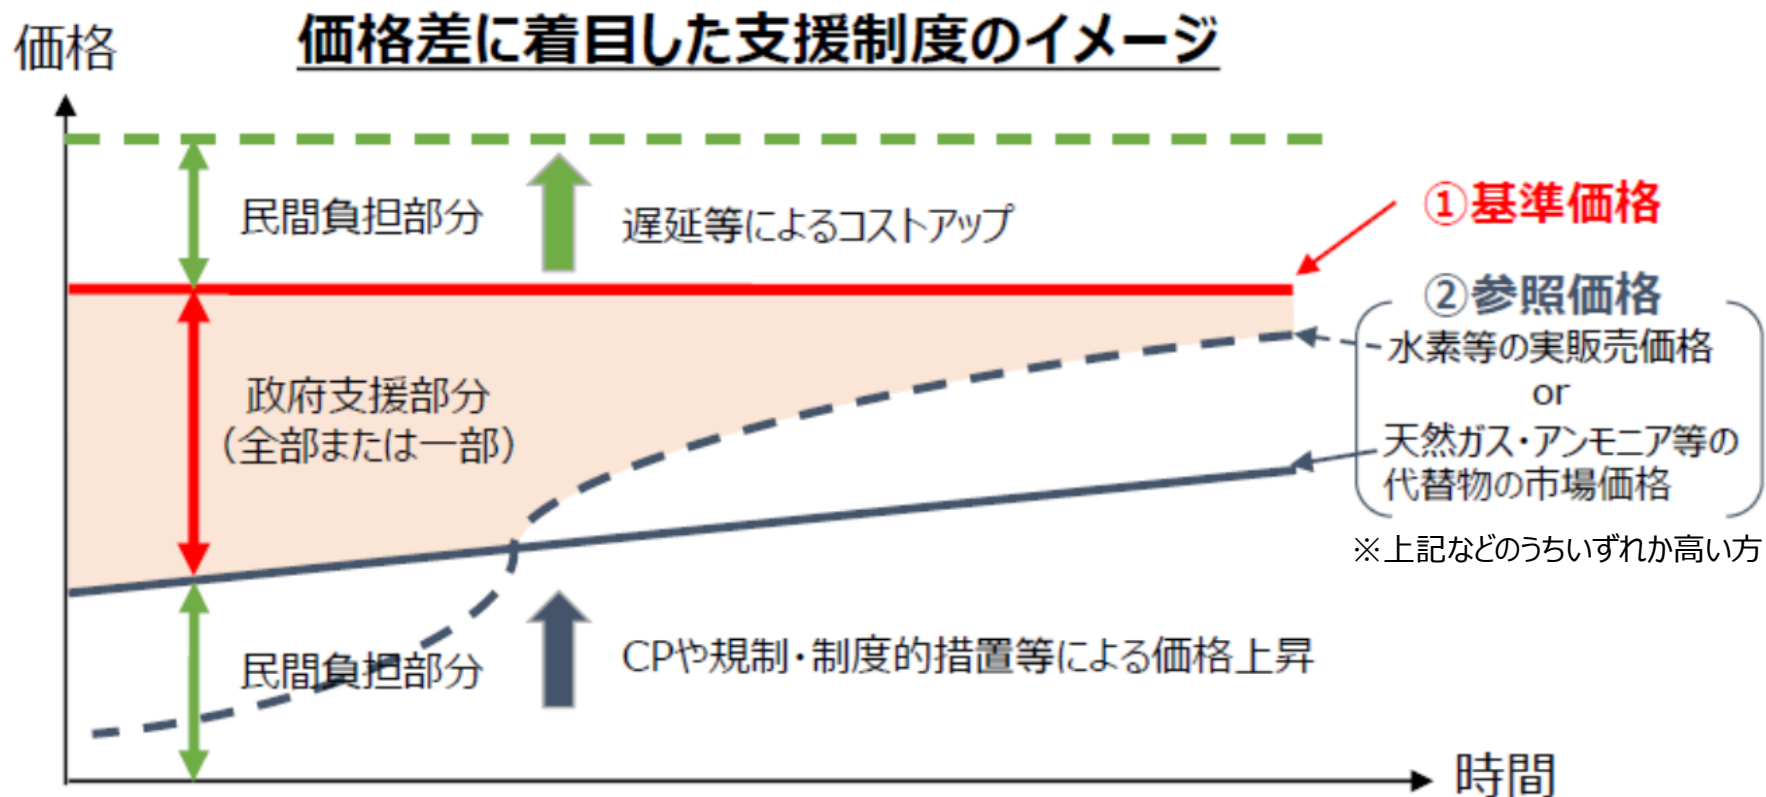 価格差に着目した支援制度のイメージ
価格
民間負担部分
遅延等によるコストアップ
①基準価格
②参照価格
水素等の実販売価格
or
天然ガス・アンモニア等の
代替物の市場価格
※上記などのうちいずれか高い方
政府支援部分
（全部または一部）
民間負担部分
CPや規制・制度的措置等による価格上昇
時間